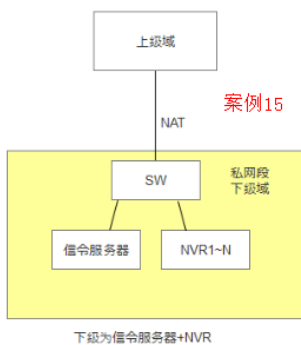 上级域
案例15
NAT
SW
私网段
下级域
信令服务器
NVR1~N
下级为信令服务器+NVR